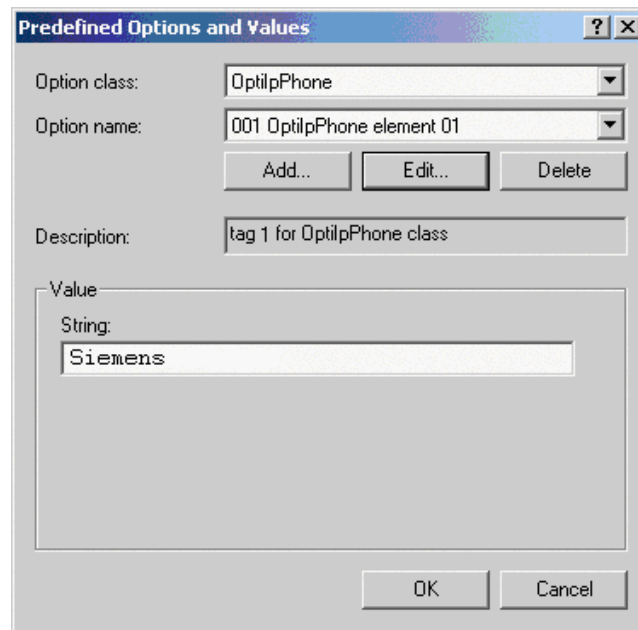 Predefined Options and Values
Option class: OptiIpPhone
Option name: 001 OptiIpPhone element 01
Add... Edit... Delete
Description: tag 1 for OptiIpPhone class
Value
String:
Siemens
OK Cancel